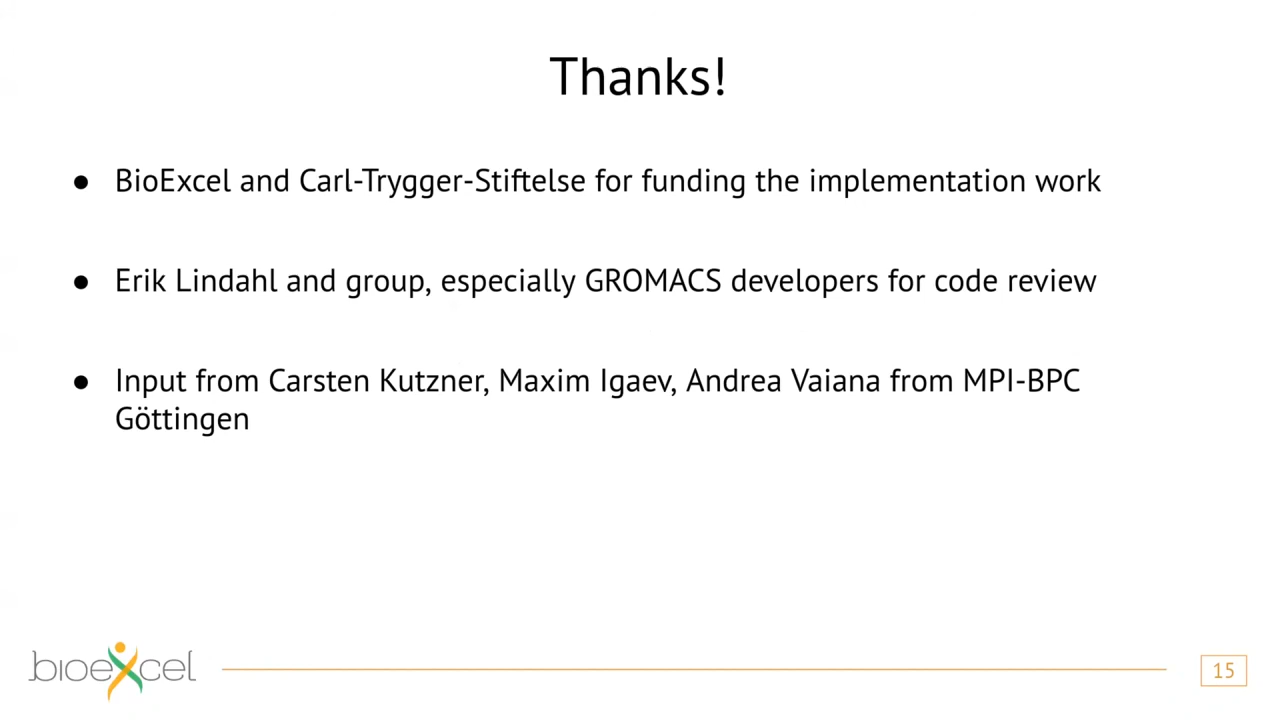 Thanks!
● BioExcel and Carl-Trygger-Stiftelse for funding the implementation work
● Erik Lindahl and group, especially GROMACS developers for code review
● Input from Carsten Kutzner, Maxim Igaev, Andrea Vaiana from MPI-BPC
Göttingen
bioexcel
15